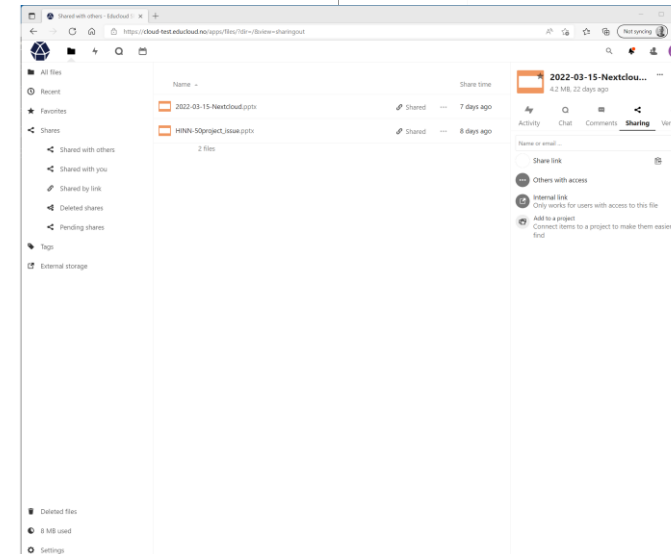 Shared with others - Educloud
https://cloud-test.educloud.no/apps/files/?dir=/&view=sharingout
Not syncing
All files
Recent
Favorites
Shares
Shared with others
Shared with you
Shared by link
Deleted shares
Pending shares
Tags
External storage
Deleted files
8 MB used
Settings
Name
Share time
2022-03-15-Nextcloud.pptx
Shared
7 days ago
HINN-50project_issue.pptx
Shared
8 days ago
2 files
2022-03-15-Nextclou...
4.2 MB, 22 days ago
Activity
Chat
Comments
Sharing
Ver
Name or email ...
Share link
Others with access
Internal link
Only works for users with access to this file
Add to a project
Connect items to a project to make them easier
find